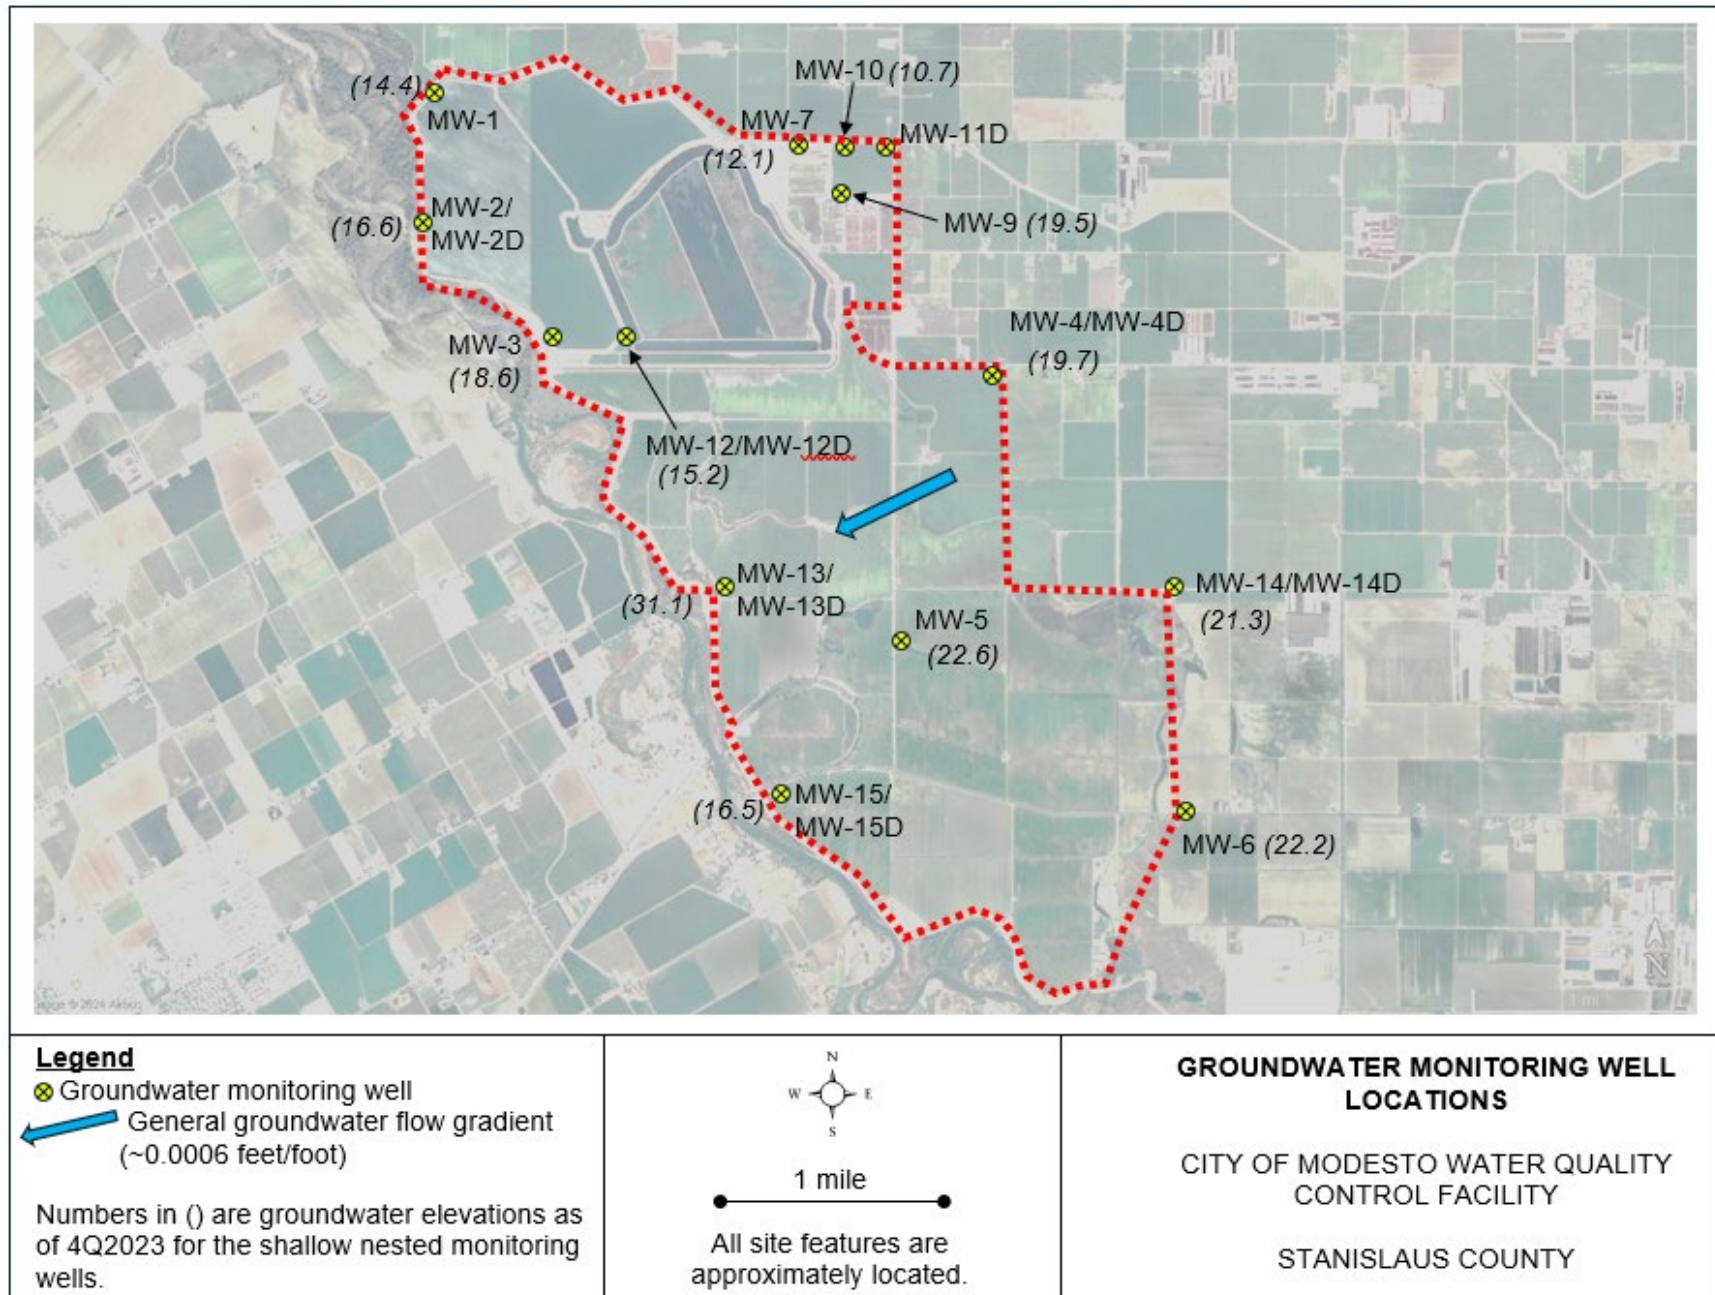 MW-10 (10.7)
(14.4)
MW-1
MW-7
(12.1)
MW-11D
MW-9 (19.5)
(16.6)
MW-2/
MW-2D
MW-3
(18.6)
MW-4/MW-4D
(19.7)
MW-12/MW-12D
(15.2)
MW-13/
MW-13D
(31.1)
MW-14/MW-14D
(21.3)
MW-5
(22.6)
MW-15/
MW-15D
(16.5)
MW-6 (22.2)
N
1 mi
© 2024 Airbus
Legend
Groundwater monitoring well
General groundwater flow gradient
(~0.0006 feet/foot)
Numbers in () are groundwater elevations as
of 4Q2023 for the shallow nested monitoring
wells.
N
W E
S
1 mile
All site features are
approximately located.
GROUNDWATER MONITORING WELL
LOCATIONS
CITY OF MODESTO WATER QUALITY
CONTROL FACILITY
STANISLAUS COUNTY